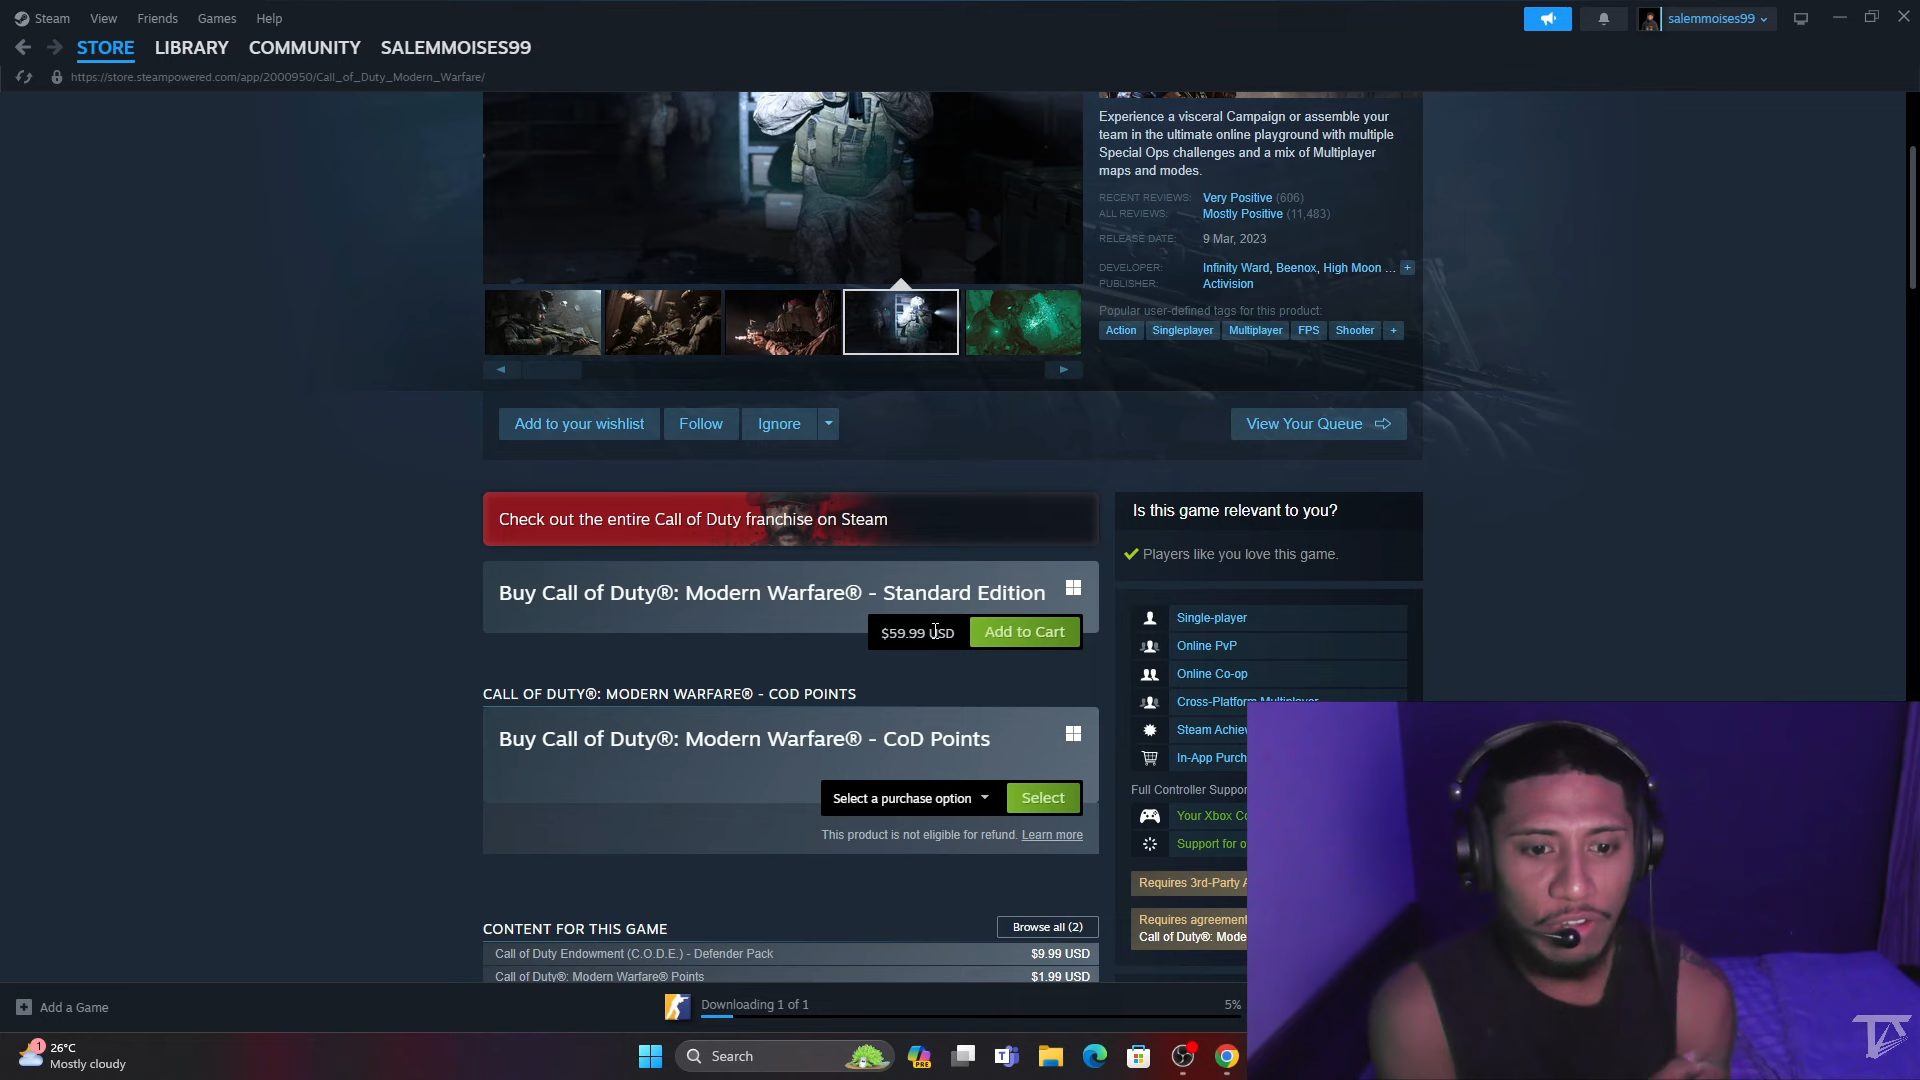 Steam View Friends Games Help
salemmoises99
STORE LIBRARY COMMUNITY SALEMMOISES99
https://store.steampowered.com/app/2000950/Call_of_Duty_Modern_Warfare/
Experience a visceral Campaign or assemble your
team in the ultimate online playground with multiple
Special Ops challenges and a mix of Multiplayer
maps and modes.
RECENT REVIEWS: Very Positive (606)
ALL REVIEWS: Mostly Positive (11,483)
RELEASE DATE: 9 Mar, 2023
DEVELOPER: Infinity Ward, Beenox, High Moon ... +
PUBLISHER: Activision
Popular user-defined tags for this product:
Action Singleplayer Multiplayer FPS Shooter +
Add to your wishlist Follow Ignore
View Your Queue
Check out the entire Call of Duty franchise on Steam
Is this game relevant to you?
Players like you love this game.
Buy Call of Duty®: Modern Warfare® - Standard Edition
$59.99 USD Add to Cart
Single-player
Online PvP
Online Co-op
Cross-Platform Multiplayer
Steam Achiev
In-App Purch
CALL OF DUTY®: MODERN WARFARE® - COD POINTS
Buy Call of Duty®: Modern Warfare® - CoD Points
Select a purchase option Select
This product is not eligible for refund. Learn more
Full Controller Suppor
Your Xbox Co
Support for o
Requires 3rd-Party A
Requires agreement
Call of Duty®: Mode
CONTENT FOR THIS GAME Browse all (2)
Call of Duty Endowment (C.O.D.E.) - Defender Pack $9.99 USD
Call of Duty®: Modern Warfare® Points $1.99 USD
Add a Game
Downloading 1 of 1 5%
1
26°C
Mostly cloudy
Search
PRE